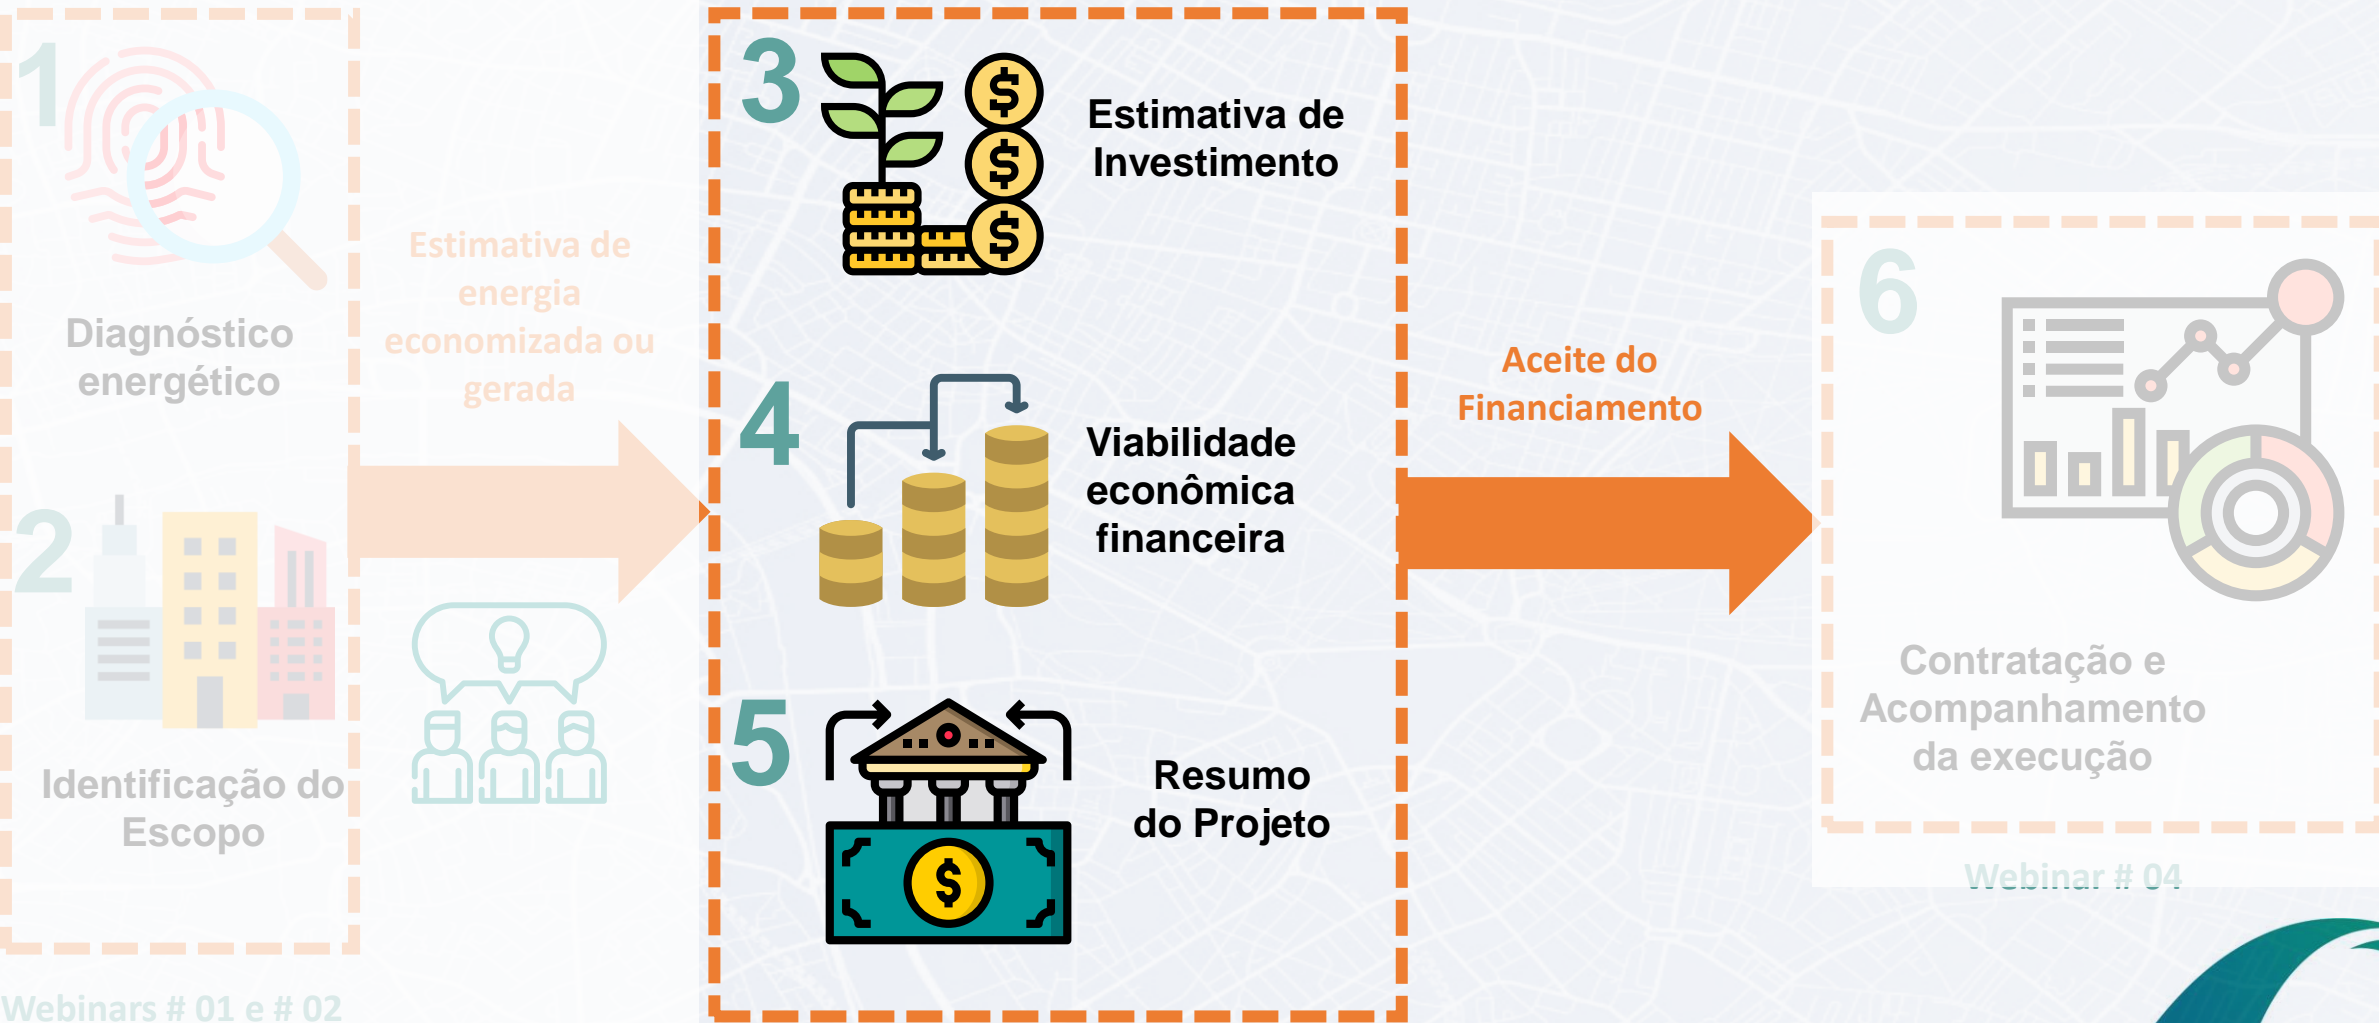 1
Diagnóstico
energético
2
Identificação do
Escopo
Webinars # 01 e # 02
Estimativa de
energia
economizada ou
gerada
3
Estimativa de
Investimento
4
Viabilidade
econômica
financeira
5
Resumo
do Projeto
Aceite do
Financiamento
6
Contratação e
Acompanhamento
da execução
Webinar # 04